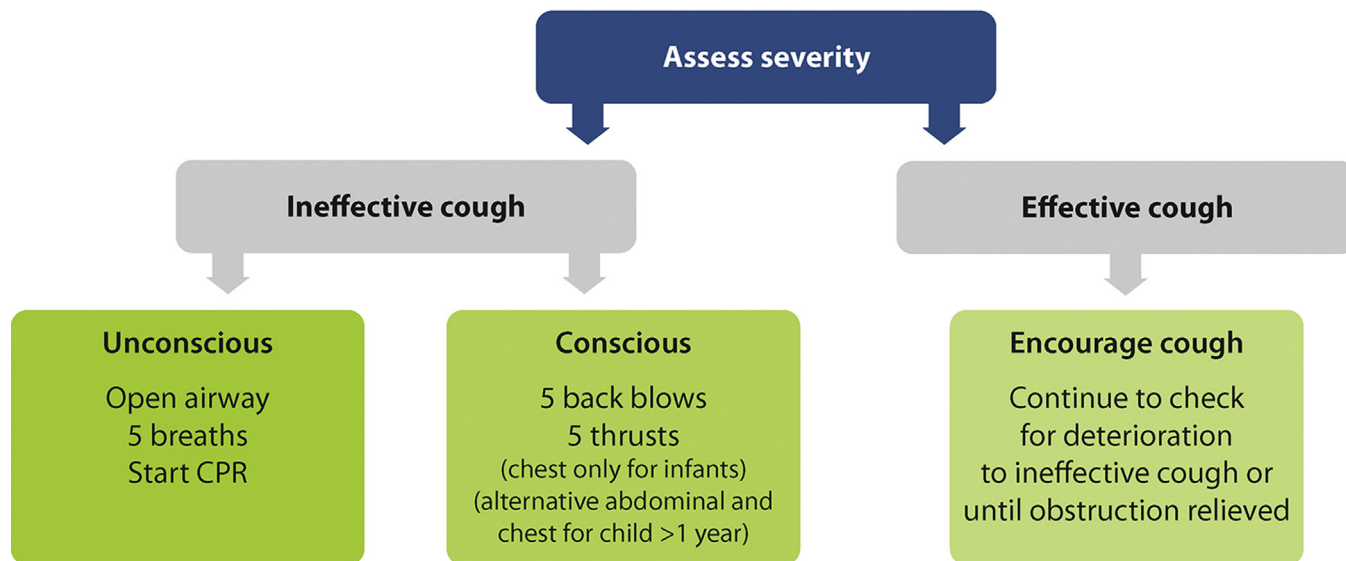 Assess severity
Ineffective cough
Effective cough
Unconscious
Open airway
5 breaths
Start CPR
Conscious
5 back blows
5 thrusts
(chest only for infants)
(alternative abdominal and
chest for child >1 year)
Encourage cough
Continue to check
for deterioration
to ineffective cough or
until obstruction relieved